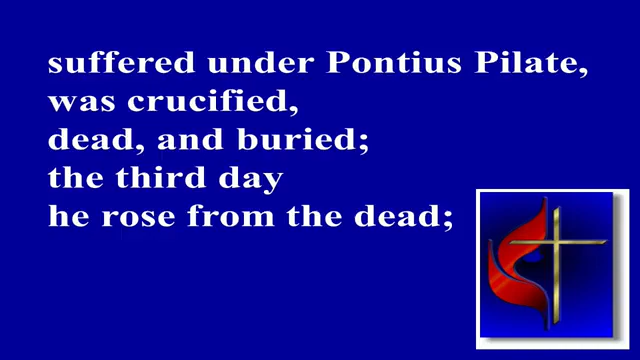 suffered under Pontius Pilate,
was crucified,
dead, and buried;
the third day
he rose from the dead;